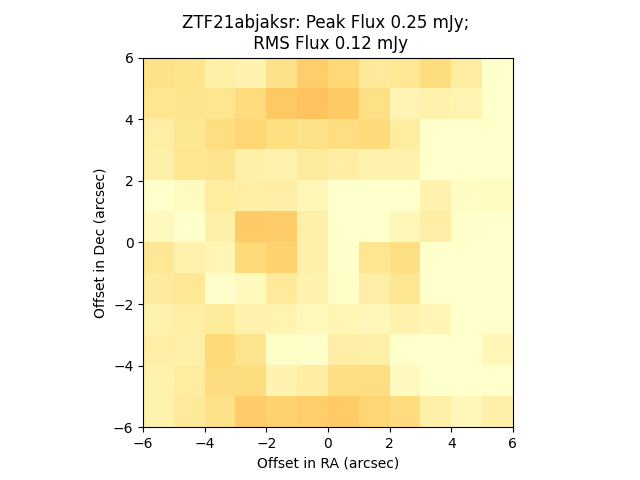 ZTF21abjaksr: Peak Flux 0.25 mJy;
RMS Flux 0.12 mJy
6
4
2
0
−2
−4
−6
Offset in Dec (arcsec)
−6 −4 −2 0 2 4 6
Offset in RA (arcsec)